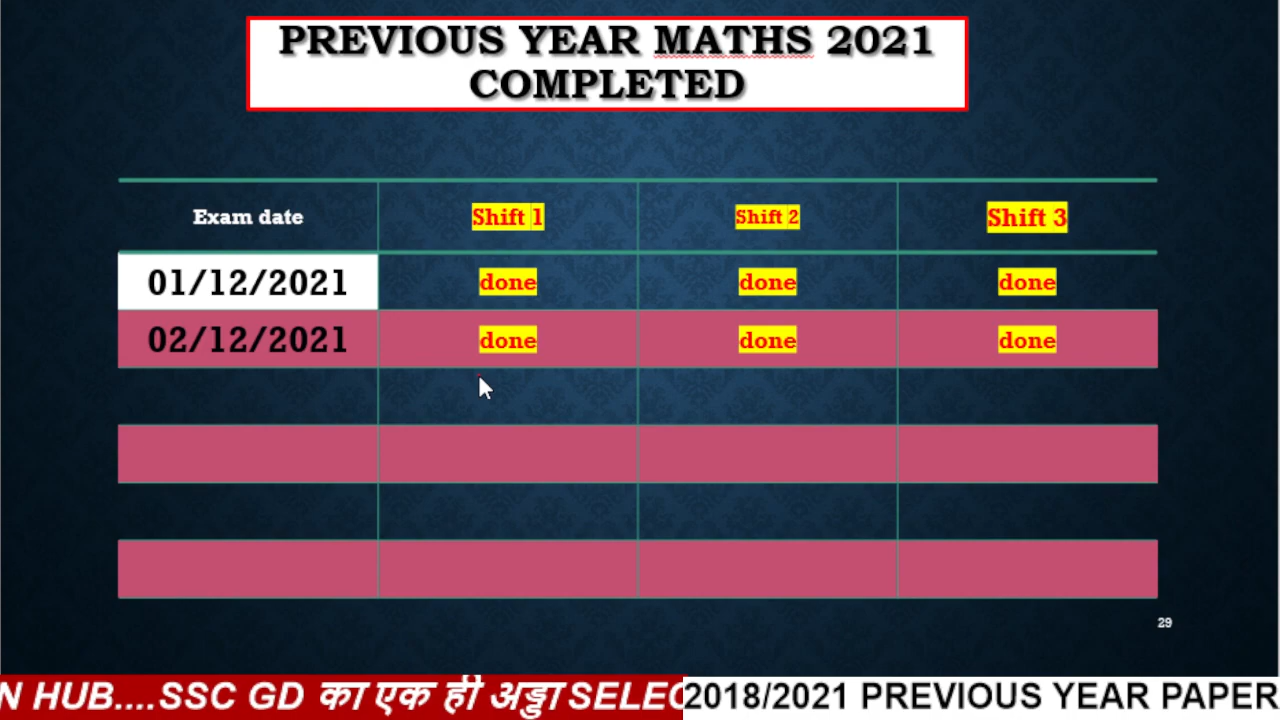 PREVIOUS YEAR MATHS 2021
COMPLETED
Exam date Shift 1 Shift 2 Shift 3
01/12/2021 done done done
02/12/2021 done done done
29
N HUB....SSC GD का एक ही अड्डा SELEC
2018/2021 PREVIOUS YEAR PAPER